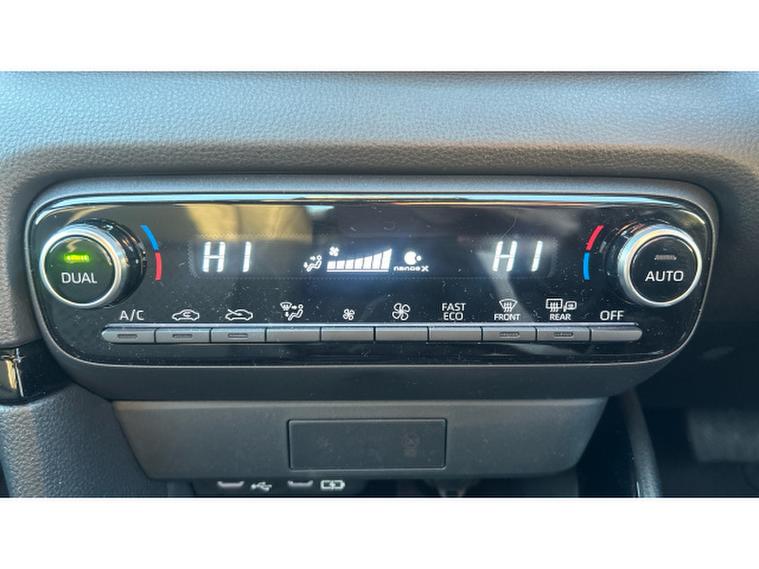 HI HI
nanoe X
DUAL AUTO
A/C FAST ECO FRONT REAR OFF